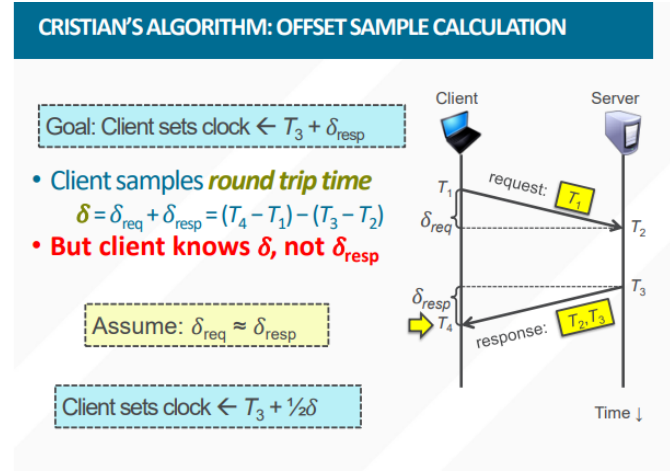 CRISTIAN'S ALGORITHM: OFFSET SAMPLE CALCULATION
Goal: Client sets clock ← T₃ + δresp
• Client samples round trip time
δ = δreq + δresp = (T₄ – T₁) – (T₃ – T₂)
• But client knows δ, not δresp
Assume: δreq ≈ δresp
Client sets clock ← T₃ + ½δ
Client
Server
T₁
request:
T₁
δreq
T₂
T₃
δresp
T₄
response:
T₂,T₃
Time ↓